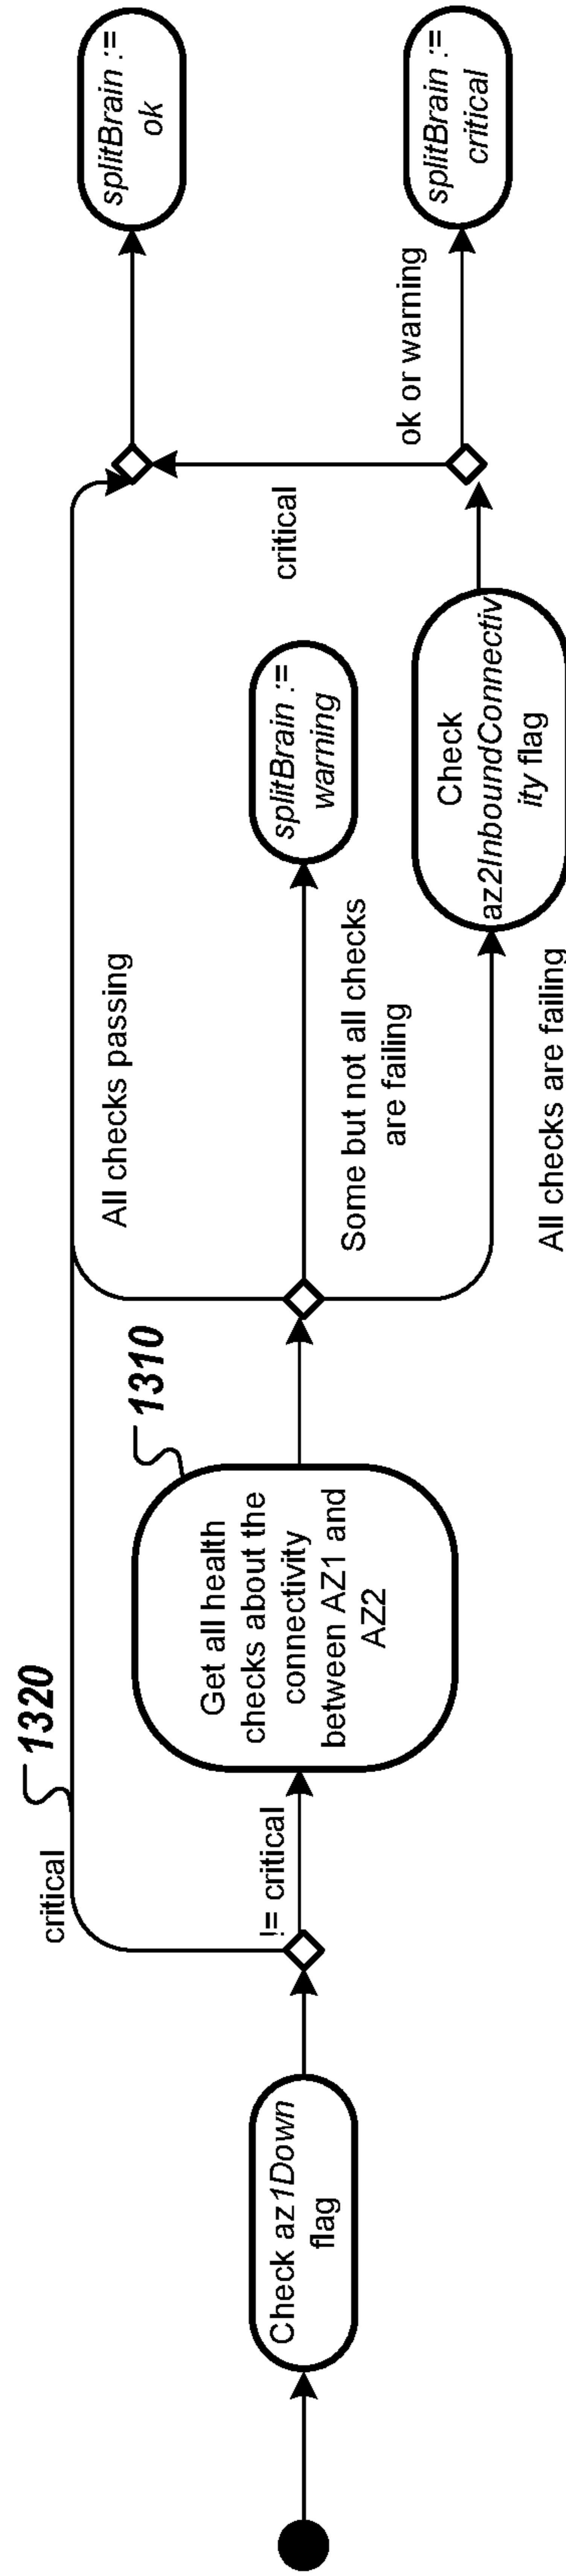 Check az1Down
flag
critical
1320
!= critical
Get all health
checks about the
connectivity
between AZ1 and
AZ2
1310
All checks passing
Some but not all checks
are failing
All checks are failing
splitBrain :=
warning
Check
az2InboundConnectiv
ity flag
critical
ok or warning
splitBrain :=
ok
splitBrain :=
critical